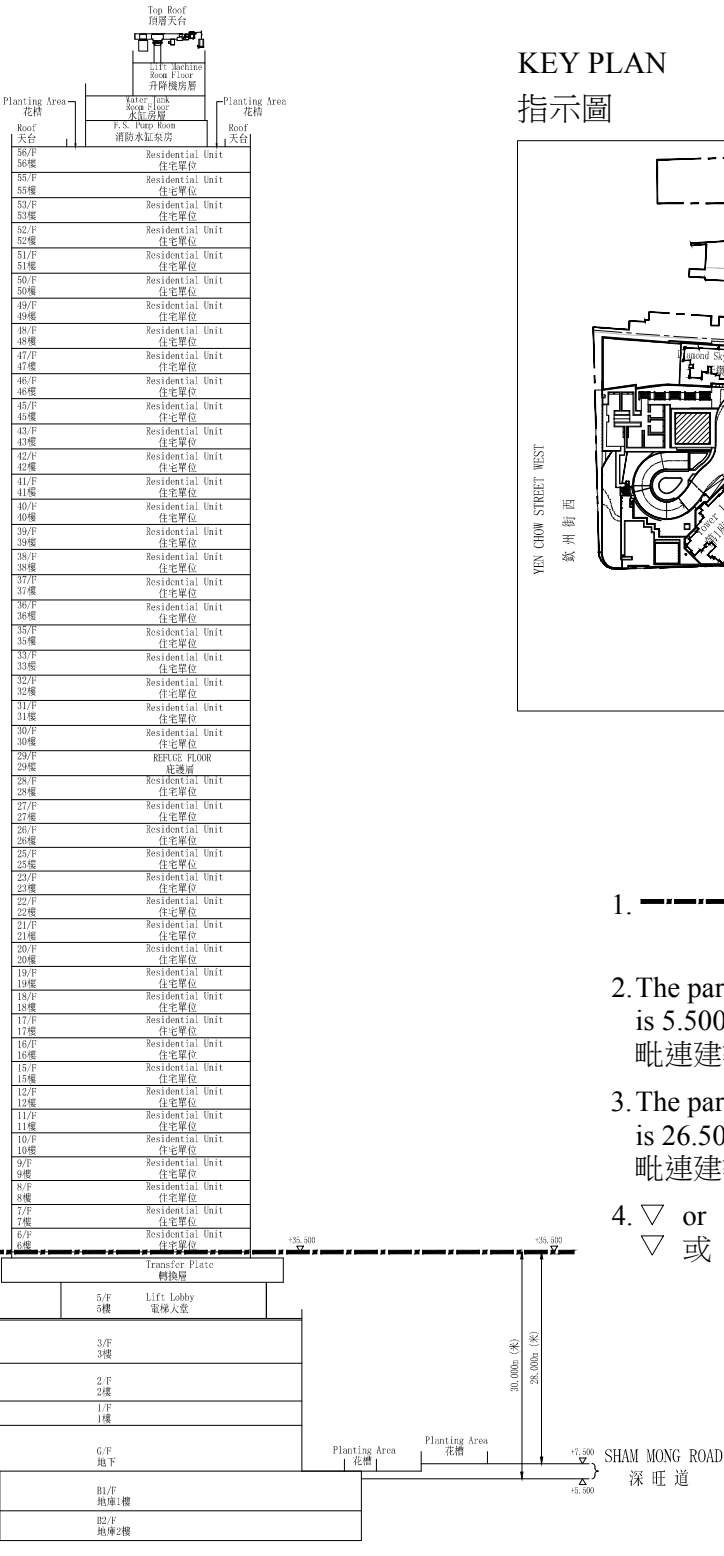 Top Roof
頂層天台
Lift Machine
Room Floor
升降機房層
Planting Area
花槽
Water Tank
Room Floor
水缸房層
Planting Area
花槽
Roof
天台
F.S. Pump Room
消防水缸泵房
Roof
天台
56/F Residential Unit
56樓 住宅單位
55/F Residential Unit
55樓 住宅單位
53/F Residential Unit
53樓 住宅單位
52/F Residential Unit
52樓 住宅單位
51/F Residential Unit
51樓 住宅單位
50/F Residential Unit
50樓 住宅單位
49/F Residential Unit
49樓 住宅單位
48/F Residential Unit
48樓 住宅單位
47/F Residential Unit
47樓 住宅單位
46/F Residential Unit
46樓 住宅單位
45/F Residential Unit
45樓 住宅單位
43/F Residential Unit
43樓 住宅單位
42/F Residential Unit
42樓 住宅單位
41/F Residential Unit
41樓 住宅單位
40/F Residential Unit
40樓 住宅單位
39/F Residential Unit
39樓 住宅單位
38/F Residential Unit
38樓 住宅單位
37/F Residential Unit
37樓 住宅單位
36/F Residential Unit
36樓 住宅單位
35/F Residential Unit
35樓 住宅單位
33/F Residential Unit
33樓 住宅單位
32/F Residential Unit
32樓 住宅單位
31/F Residential Unit
31樓 住宅單位
30/F Residential Unit
30樓 住宅單位
29/F REFUGE FLOOR
29樓 庇護層
28/F Residential Unit
28樓 住宅單位
27/F Residential Unit
27樓 住宅單位
26/F Residential Unit
26樓 住宅單位
25/F Residential Unit
25樓 住宅單位
23/F Residential Unit
23樓 住宅單位
22/F Residential Unit
22樓 住宅單位
21/F Residential Unit
21樓 住宅單位
20/F Residential Unit
20樓 住宅單位
19/F Residential Unit
19樓 住宅單位
18/F Residential Unit
18樓 住宅單位
17/F Residential Unit
17樓 住宅單位
16/F Residential Unit
16樓 住宅單位
15/F Residential Unit
15樓 住宅單位
12/F Residential Unit
12樓 住宅單位
11/F Residential Unit
11樓 住宅單位
10/F Residential Unit
10樓 住宅單位
9/F Residential Unit
9樓 住宅單位
8/F Residential Unit
8樓 住宅單位
7/F Residential Unit
7樓 住宅單位
6/F Residential Unit
6樓 住宅單位
+35.500
+35.500
Transfer Plate
轉換層
5/F Lift Lobby
5樓 電梯大堂
3/F
3樓
2/F
2樓
1/F
1樓
G/F
地下
B1/F
地庫1樓
B2/F
地庫2樓
Planting Area
花槽
Planting Area
花槽
30.000m (米)
28.000m (米)
+7.500
+5.500
SHAM MONG ROAD
深旺道
KEY PLAN
指示圖
YEN CHOW STREET WEST
欽州街西
Tower 1
1.
2. The par
is 5.500
毗連建
3. The par
is 26.50
毗連建
4. ▽ or
▽ 或